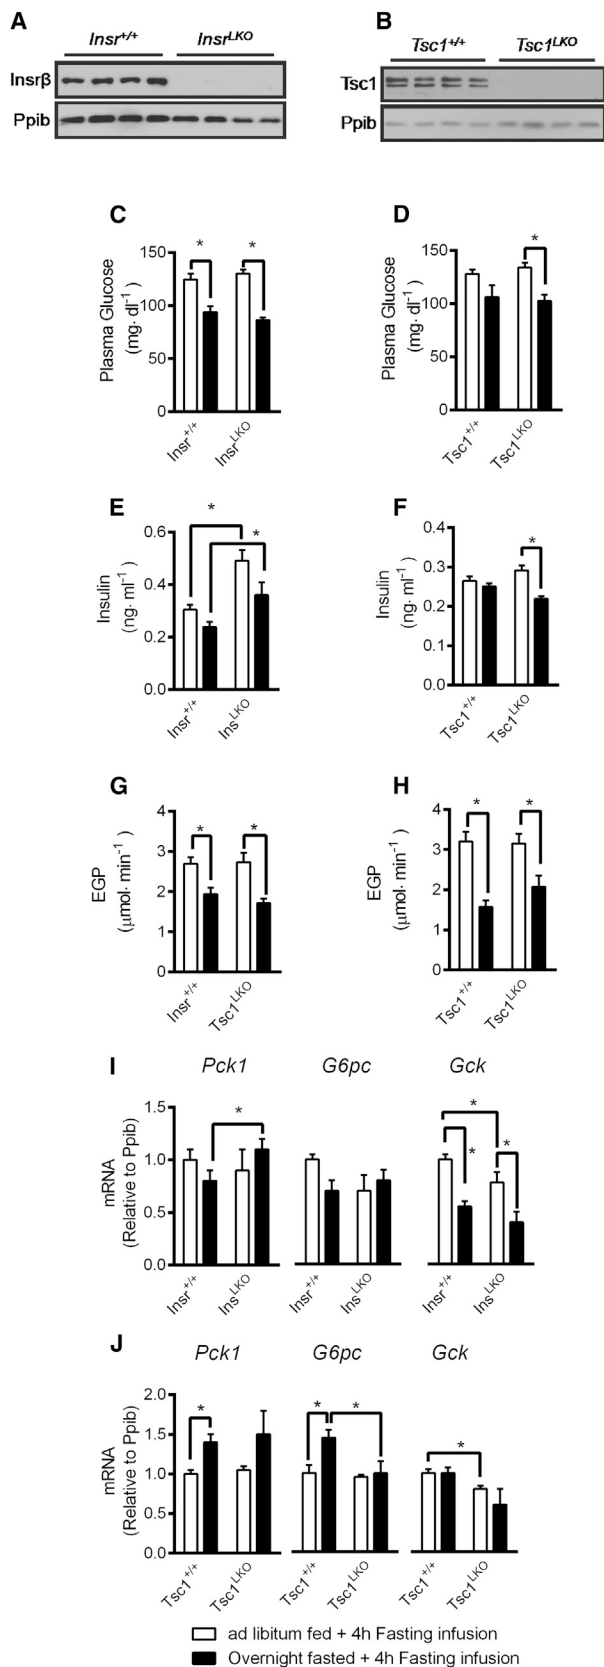 A
B
Insr+/+ InsrLKO
Tsc1+/+ Tsc1LKO
Insrβ
Tsc1
Ppib
Ppib
C
D
Plasma Glucose
(mg· dl-1)
150
100
50
0
*
*
Insr+/+
InsrLKO
Plasma Glucose
(mg· dl-1)
150
100
50
0
*
Tsc1+/+
Tsc1LKO
E
F
Insulin
(ng· ml-1)
0.6
0.4
0.2
0.0
*
*
Insr+/+
InsLKO
Insulin
(ng· ml-1)
0.4
0.3
0.2
0.1
0.0
*
Tsc1+/+
Tsc1LKO
G
H
EGP
(μmol· min-1 )
4
3
2
1
0
*
*
Insr+/+
Tsc1LKO
EGP
(μmol· min-1 )
4
3
2
1
0
*
*
Tsc1+/+
Tsc1LKO
I
Pck1 G6pc Gck
mRNA
(Relative to Ppib)
1.5
1.0
0.5
0.0
*
*
*
*
Insr+/+
InsLKO
Insr+/+
InsLKO
Insr+/+
InsLKO
J
Pck1 G6pc Gck
mRNA
(Relative to Ppib)
2.0
1.5
1.0
0.5
0.0
*
*
*
*
Tsc1+/+
Tsc1LKO
Tsc1+/+
Tsc1LKO
Tsc1+/+
Tsc1LKO
ad libitum fed + 4h Fasting infusion
Overnight fasted + 4h Fasting infusion